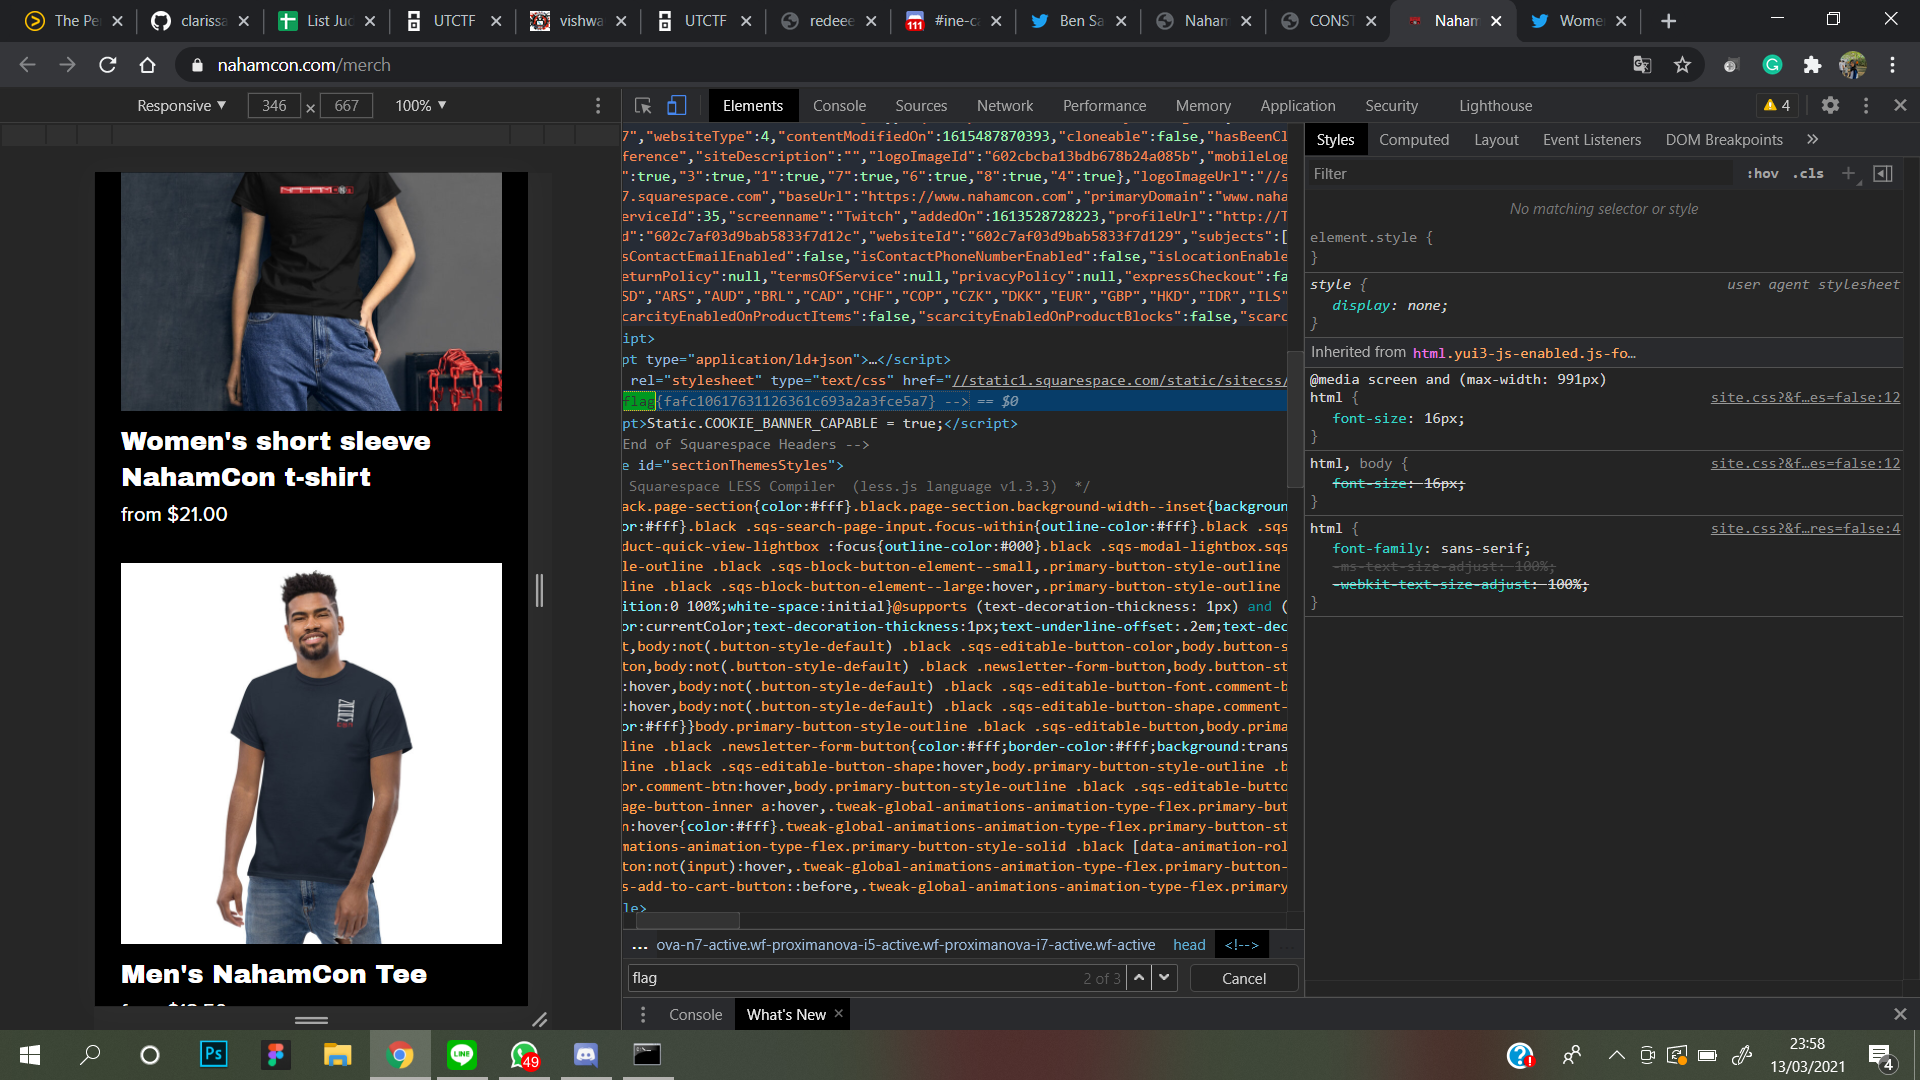 The Pe
clarissa
List Juc
UTCTF
vishwa
UTCTF
redeee
#ine-ca
Ben Sa
Naham
CONST
Naham
Wome
nahamcon.com/merch
Responsive ▼ 346 × 667 100% ▼
Elements Console Sources Network Performance Memory Application Security Lighthouse 4
7","websiteType":4,"contentModifiedOn":1615487870393,"cloneable":false,"hasBeenCl
ference","siteDescription":"","logoImageId":"602cbcba13bdb678b24a085b","mobileLog
":true,"3":true,"1":true,"7":true,"6":true,"8":true,"4":true},"logoImageUrl":"//s
7.squarespace.com","baseUrl":"https://www.nahamcon.com","primaryDomain":"www.naha
erviceId":35,"screenname":"Twitch","addedOn":1613528728223,"profileUrl":"http://T
d":"602c7af03d9bab5833f7d12c","websiteId":"602c7af03d9bab5833f7d129","subjects":[
sContactEmailEnabled":false,"isContactPhoneNumberEnabled":false,"isLocationEnable
eturnPolicy":null,"termsOfService":null,"privacyPolicy":null,"expressCheckout":fa
SD","ARS","AUD","BRL","CAD","CHF","COP","CZK","DKK","EUR","GBP","HKD","IDR","ILS"
carcityEnabledOnProductItems":false,"scarcityEnabledOnProductBlocks":false,"scarc
ipt>
pt type="application/ld+json">…</script>
rel="stylesheet" type="text/css" href="//static1.squarespace.com/static/sitecss/
flag{fafc10617631126361c693a2a3fce5a7} --> == $0
pt>Static.COOKIE_BANNER_CAPABLE = true;</script>
End of Squarespace Headers -->
e id="sectionThemesStyles">
Squarespace LESS Compiler (less.js language v1.3.3) */
ack.page-section{color:#fff}.black.page-section.background-width--inset{backgroun
or:#fff}.black .sqs-search-page-input.focus-within{outline-color:#fff}.black .sqs
duct-quick-view-lightbox :focus{outline-color:#000}.black .sqs-modal-lightbox.sqs
le-outline .black .sqs-block-button-element--small,.primary-button-style-outline
line .black .sqs-block-button-element--large:hover,.primary-button-style-outline
ition:0 100%;white-space:initial}@supports (text-decoration-thickness: 1px) and (
or:currentColor;text-decoration-thickness:1px;text-underline-offset:.2em;text-dec
t,body:not(.button-style-default) .black .sqs-editable-button-color,body.button-s
ton,body:not(.button-style-default) .black .newsletter-form-button,body.button-st
:hover,body:not(.button-style-default) .black .sqs-editable-button-font.comment-b
:hover,body:not(.button-style-default) .black .sqs-editable-button-shape.comment-
or:#fff}}body.primary-button-style-outline .black .sqs-editable-button,body.prima
line .black .newsletter-form-button{color:#fff;border-color:#fff;background:trans
line .black .sqs-editable-button-shape:hover,body.primary-button-style-outline .b
or.comment-btn:hover,body.primary-button-style-outline .black .sqs-editable-butto
age-button-inner a:hover,.tweak-global-animations-animation-type-flex.primary-but
n:hover{color:#fff}.tweak-global-animations-animation-type-flex.primary-button-st
mations-animation-type-flex.primary-button-style-solid .black [data-animation-rol
ton:not(input):hover,.tweak-global-animations-animation-type-flex.primary-button-
s-add-to-cart-button::before,.tweak-global-animations-animation-type-flex.primary
le>
... ova-n7-active.wf-proximanova-i5-active.wf-proximanova-i7-active.wf-active head <!-->
flag 2 of 3 Cancel
Console What's New
Styles Computed Layout Event Listeners DOM Breakpoints »
Filter :hov .cls
No matching selector or style
element.style {
}
style { user agent stylesheet
display: none;
}
Inherited from html.yui3-js-enabled.js-fo…
@media screen and (max-width: 991px)
html { site.css?&f…es=false:12
font-size: 16px;
}
html, body { site.css?&f…es=false:12
font-size: 16px;
}
html { site.css?&f…res=false:4
font-family: sans-serif;
-ms-text-size-adjust: 100%;
-webkit-text-size-adjust: 100%;
}
NAHAM
Women's short sleeve
NahamCon t-shirt
from $21.00
Men's NahamCon Tee
Ps
LINE
49
111
23:58
13/03/2021
4